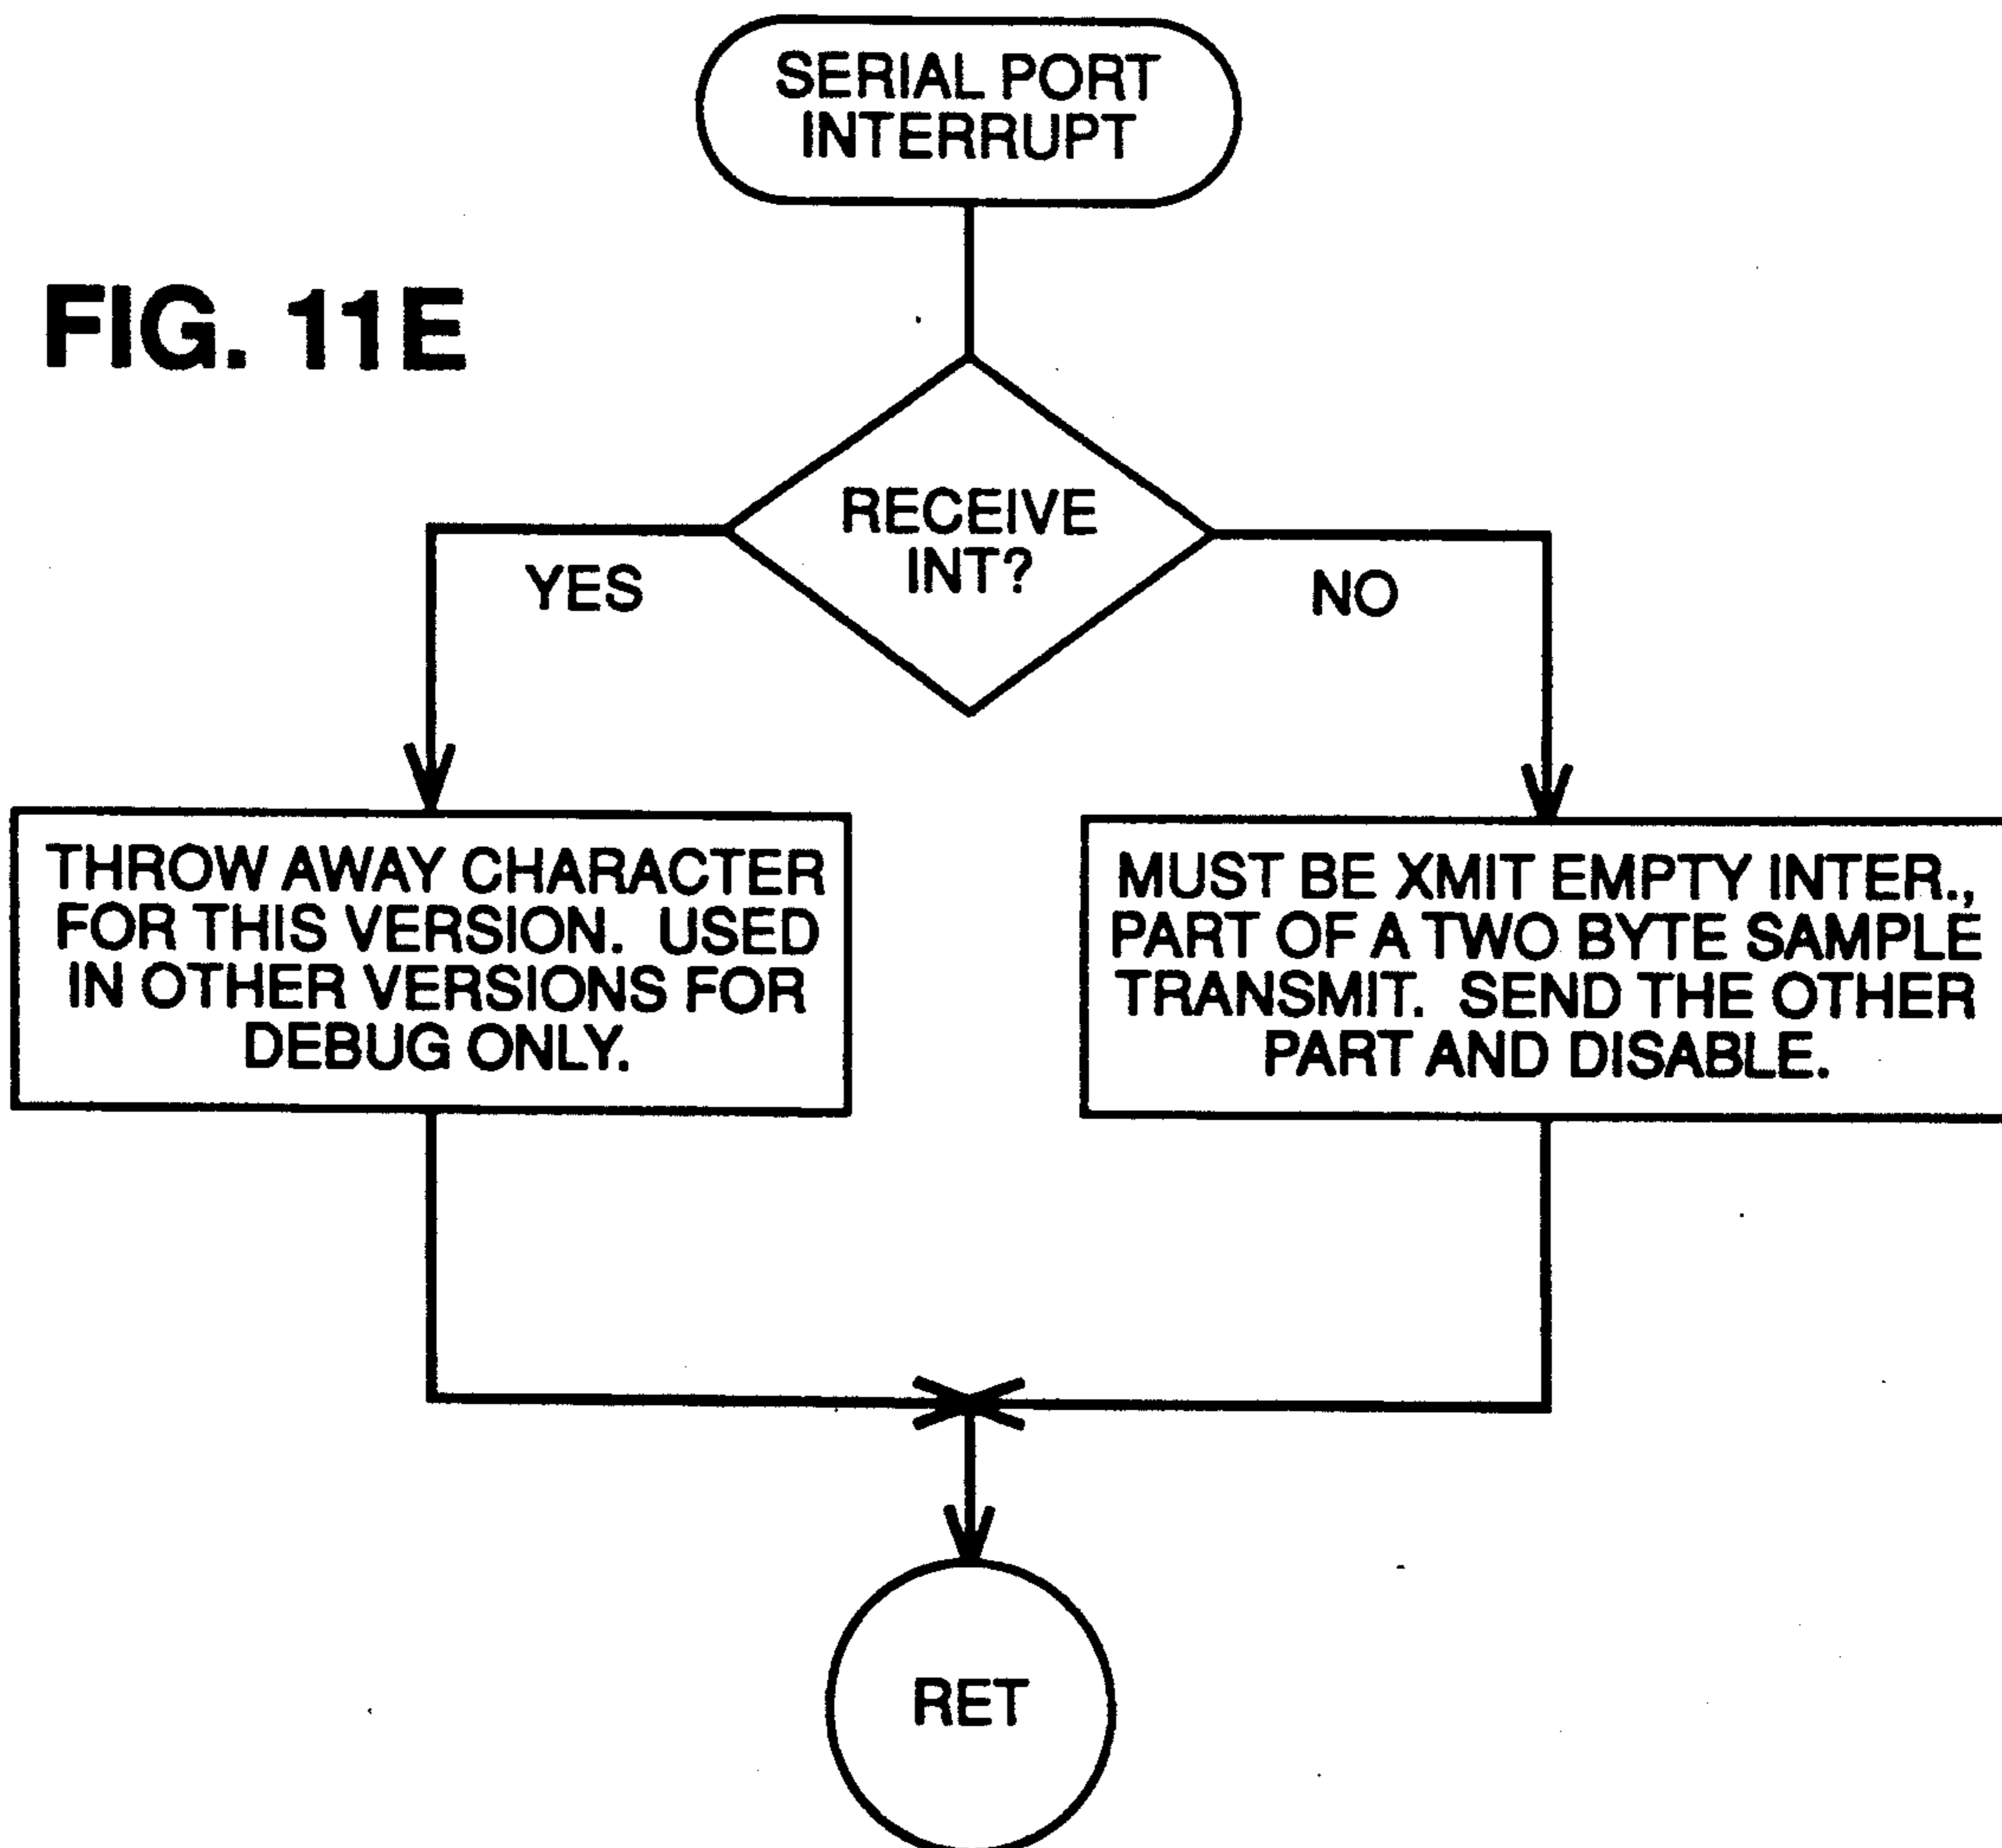 SERIAL PORT
INTERRUPT
FIG. 11E
RECEIVE
INT?
YES
NO
THROW AWAY CHARACTER
FOR THIS VERSION. USED
IN OTHER VERSIONS FOR
DEBUG ONLY.
MUST BE XMIT EMPTY INTER.,
PART OF A TWO BYTE SAMPLE
TRANSMIT. SEND THE OTHER
PART AND DISABLE.
RET